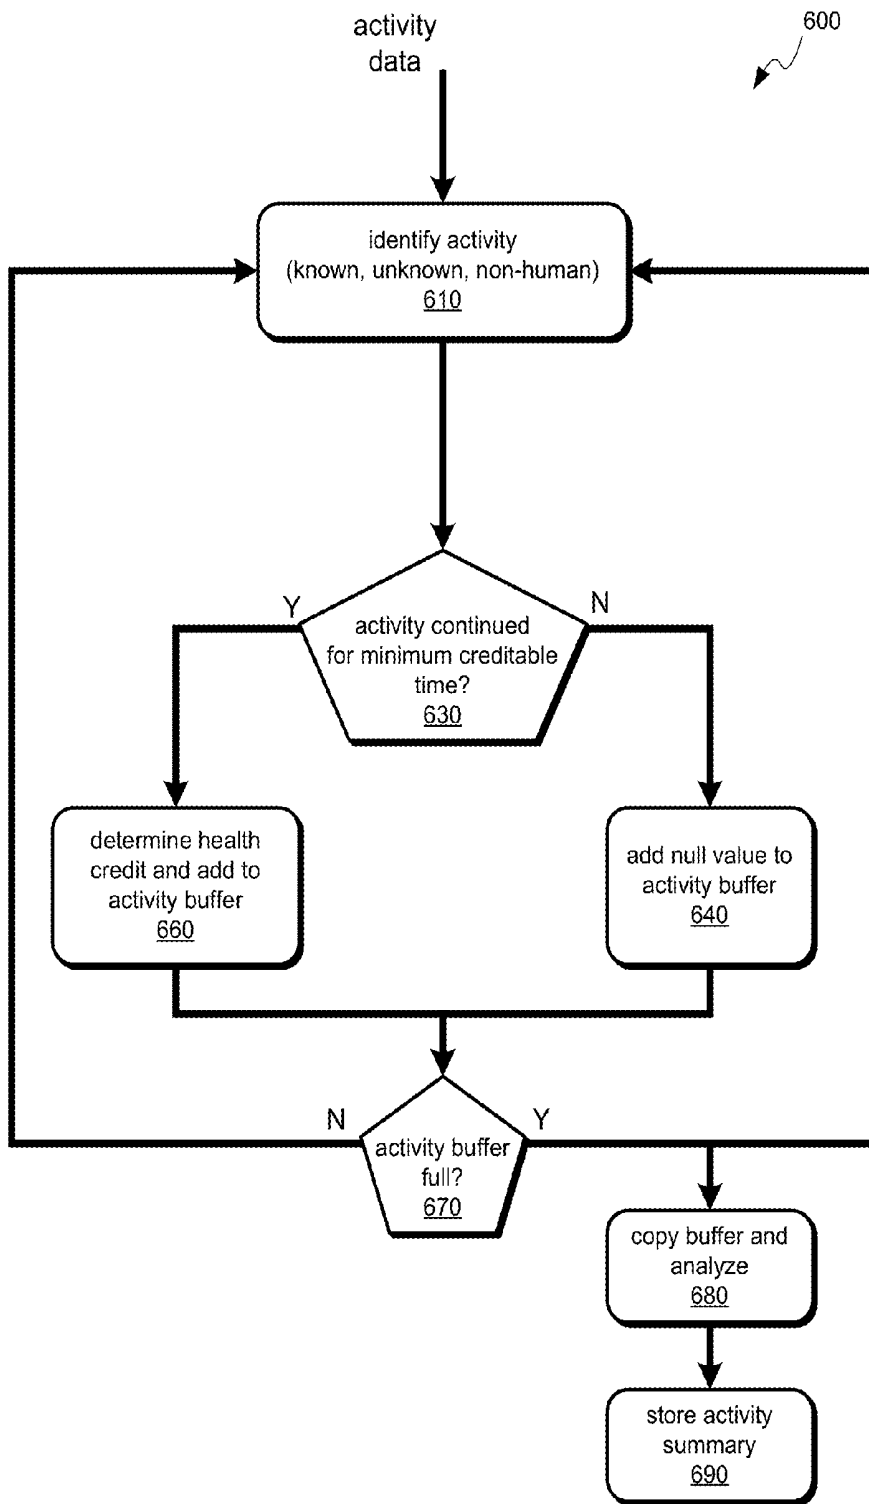 activity
data
600
identify activity
(known, unknown, non-human)
610
Y
N
activity continued
for minimum creditable
time?
630
determine health
credit and add to
activity buffer
660
add null value to
activity buffer
640
N
Y
activity buffer
full?
670
copy buffer and
analyze
680
store activity
summary
690